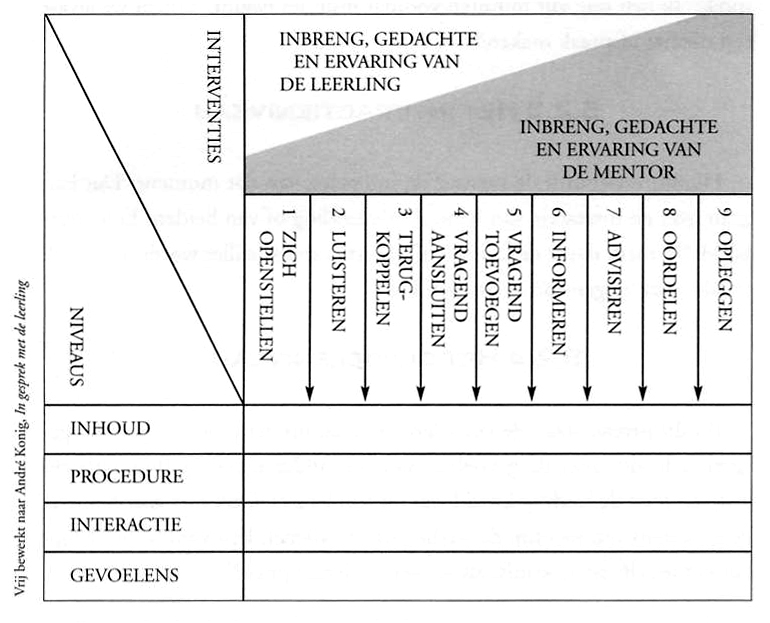 INTERVENTIES
INBRENG, GEDACHTE
EN ERVARING VAN
DE LEERLING
INBRENG, GEDACHTE
EN ERVARING VAN
DE MENTOR
NIVEAUS
1 ZICH
OPENSTELLEN
2 LUISTEREN
3 TERUG-
KOPPELEN
4 VRAGEND
AANSLUITEN
5 VRAGEND
TOEVOEGEN
6 INFORMEREN
7 ADVISEREN
8 OORDELEN
9 OPLEGGEN
INHOUD
PROCEDURE
INTERACTIE
GEVOELENS
Vrij bewerkt naar André Konig, In gesprek met de leerling